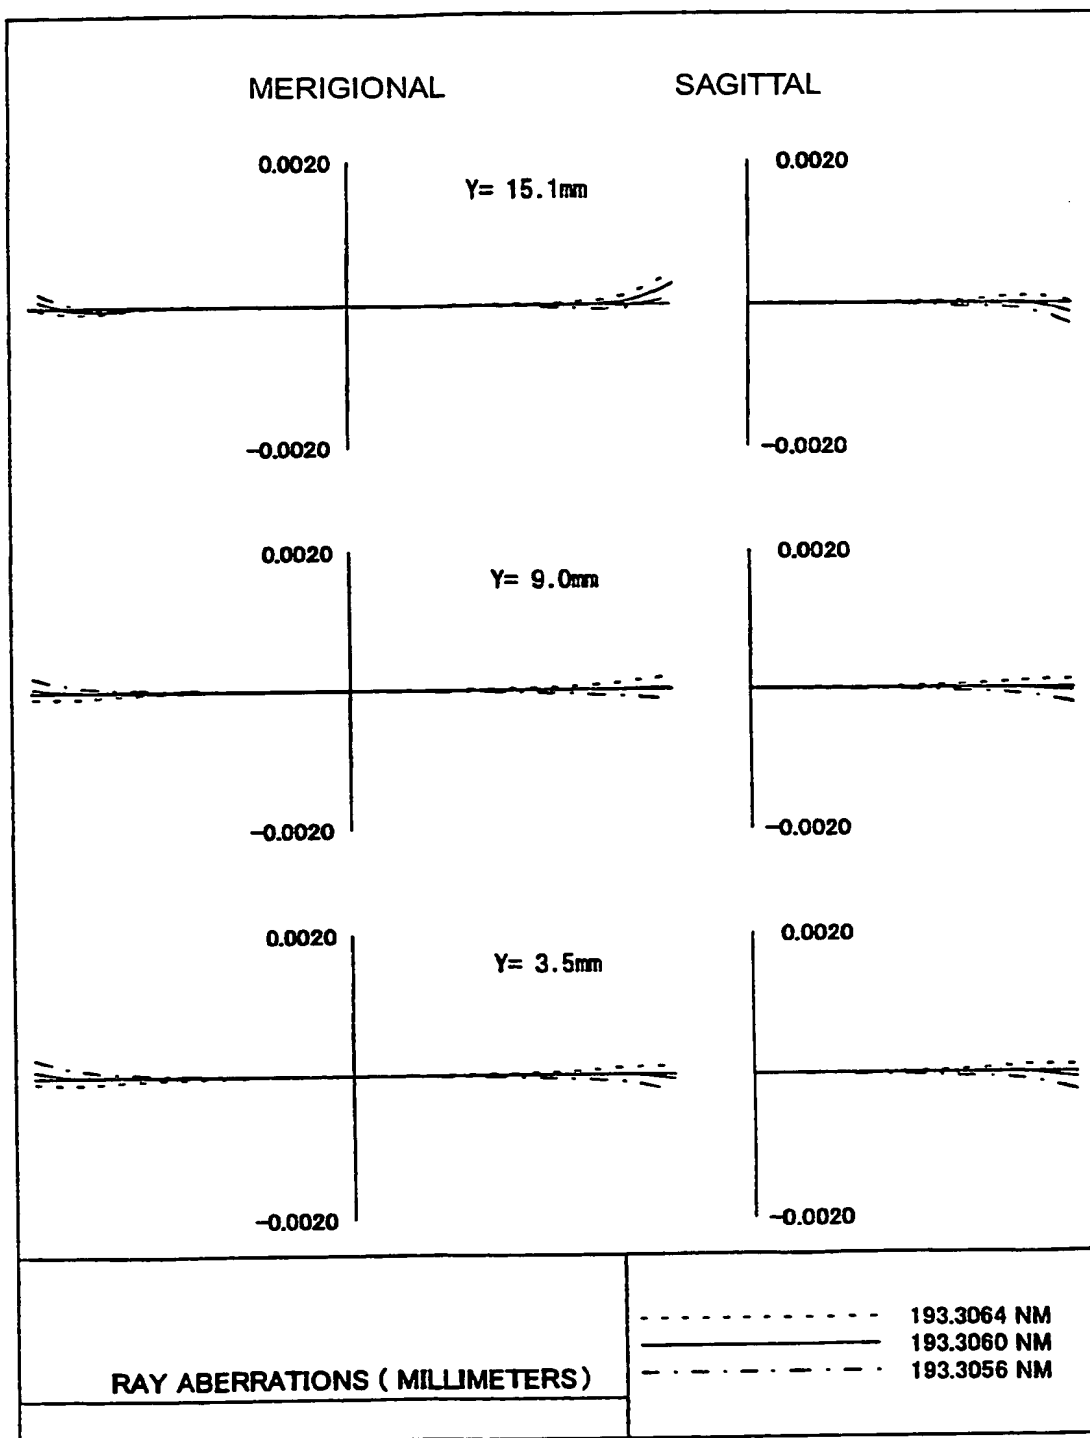 MERIGIONAL SAGITTAL
0.0020 0.0020
Y= 15.1mm
-0.0020 -0.0020
0.0020 0.0020
Y= 9.0mm
-0.0020 -0.0020
0.0020 0.0020
Y= 3.5mm
-0.0020 -0.0020
193.3064 NM
193.3060 NM
193.3056 NM
RAY ABERRATIONS ( MILLIMETERS )